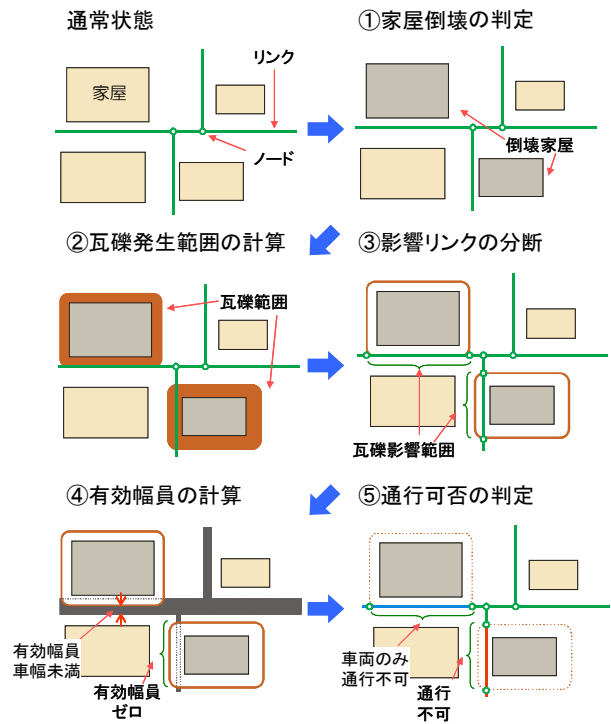 通常状態
リンク
家屋
ノード
①家屋倒壊の判定
倒壊家屋
②瓦礫発生範囲の計算
瓦礫範囲
③影響リンクの分断
瓦礫影響範囲
④有効幅員の計算
有効幅員
車幅未満
有効幅員
ゼロ
⑤通行可否の判定
車両のみ
通行不可
通行
不可